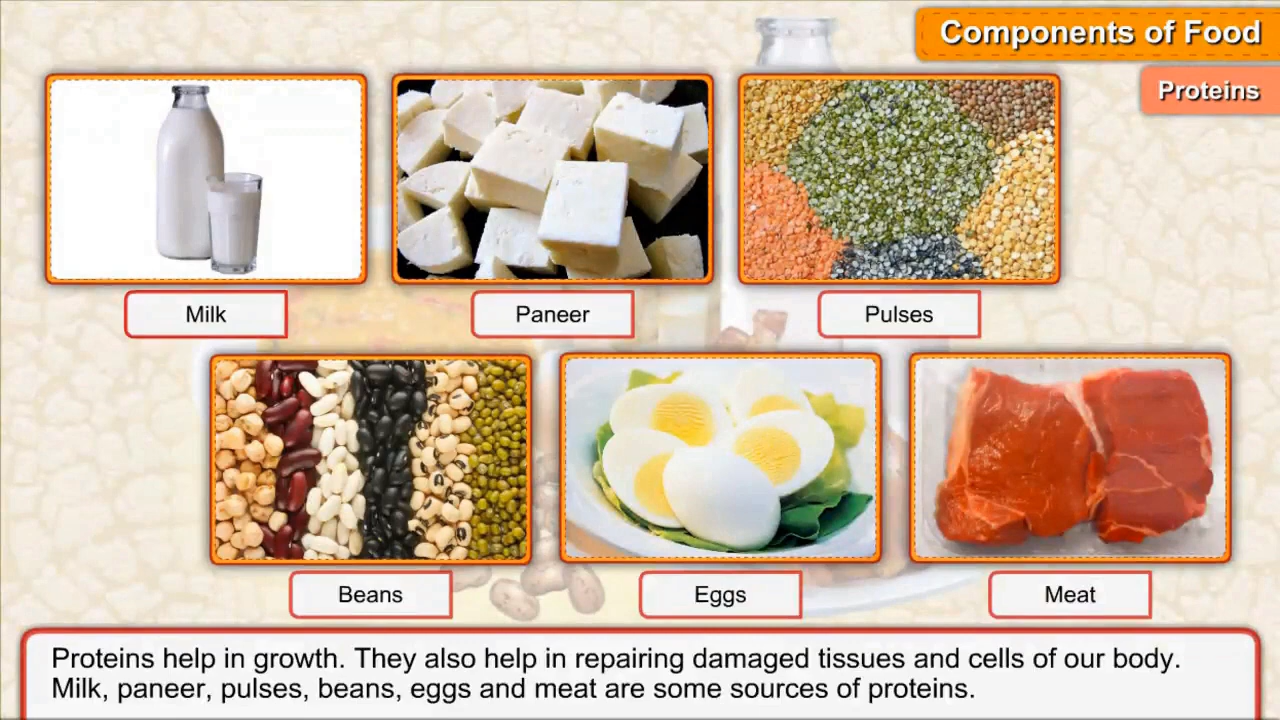 Components of Food
Proteins
Milk
Paneer
Pulses
Beans
Eggs
Meat
Proteins help in growth. They also help in repairing damaged tissues and cells of our body.
Milk, paneer, pulses, beans, eggs and meat are some sources of proteins.